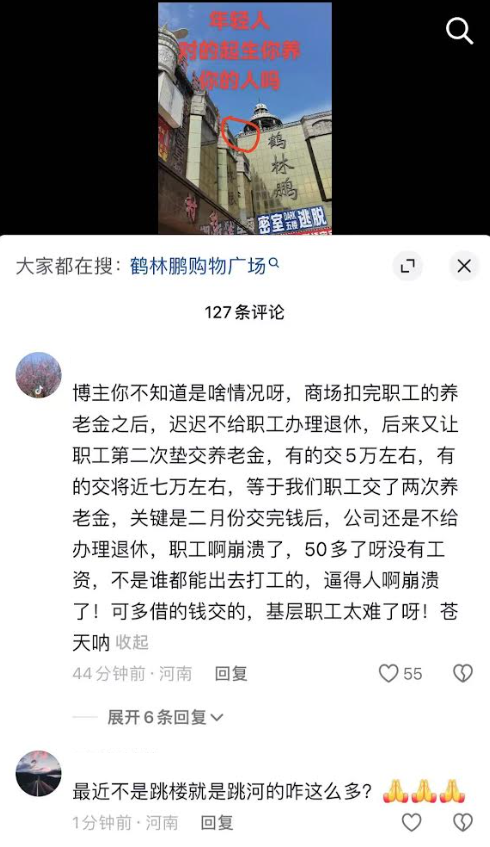 年轻人
对的起生你养
你的人吗
鹤林鹏
密室逃脱
大家都在搜：鹤林鹏购物广场
127条评论
博主你不知道是啥情况呀，商场扣完职工的养
老金之后，迟迟不给职工办理退休，后来又让
职工第二次垫交养老金，有的交5万左右，有
的交将近七万左右，等于我们职工交了两次养
老金，关键是二月份交完钱后，公司还是不给
办理退休，职工啊崩溃了，50多了呀没有工
资，不是谁都能出去打工的，逼得人啊崩溃
了！可多借的钱交的，基层职工太难了呀！苍
天呐 收起
44分钟前·河南 回复 55
展开6条回复
最近不是跳楼就是跳河的咋这么多？🙏🙏🙏
1分钟前·河南 回复